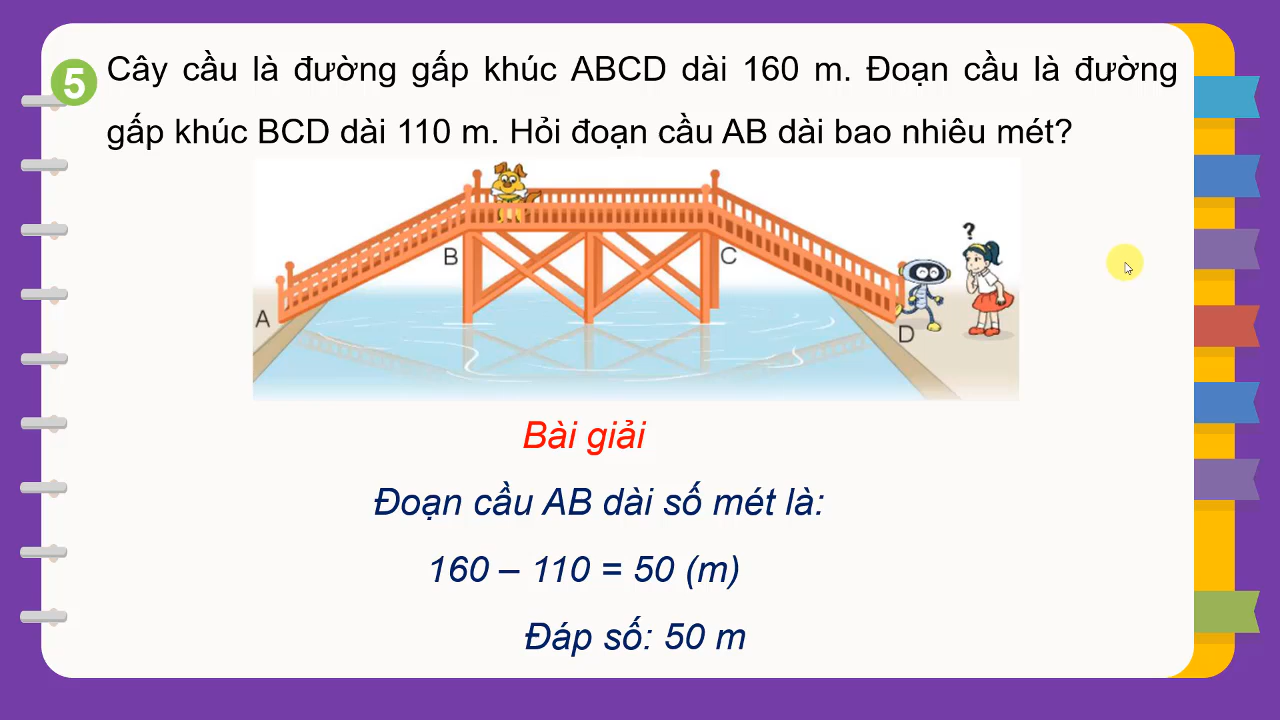 5 Cây cầu là đường gấp khúc ABCD dài 160 m. Đoạn cầu là đường
gấp khúc BCD dài 110 m. Hỏi đoạn cầu AB dài bao nhiêu mét?
?
B
C
A
D
Bài giải
Đoạn cầu AB dài số mét là:
160 – 110 = 50 (m)
Đáp số: 50 m